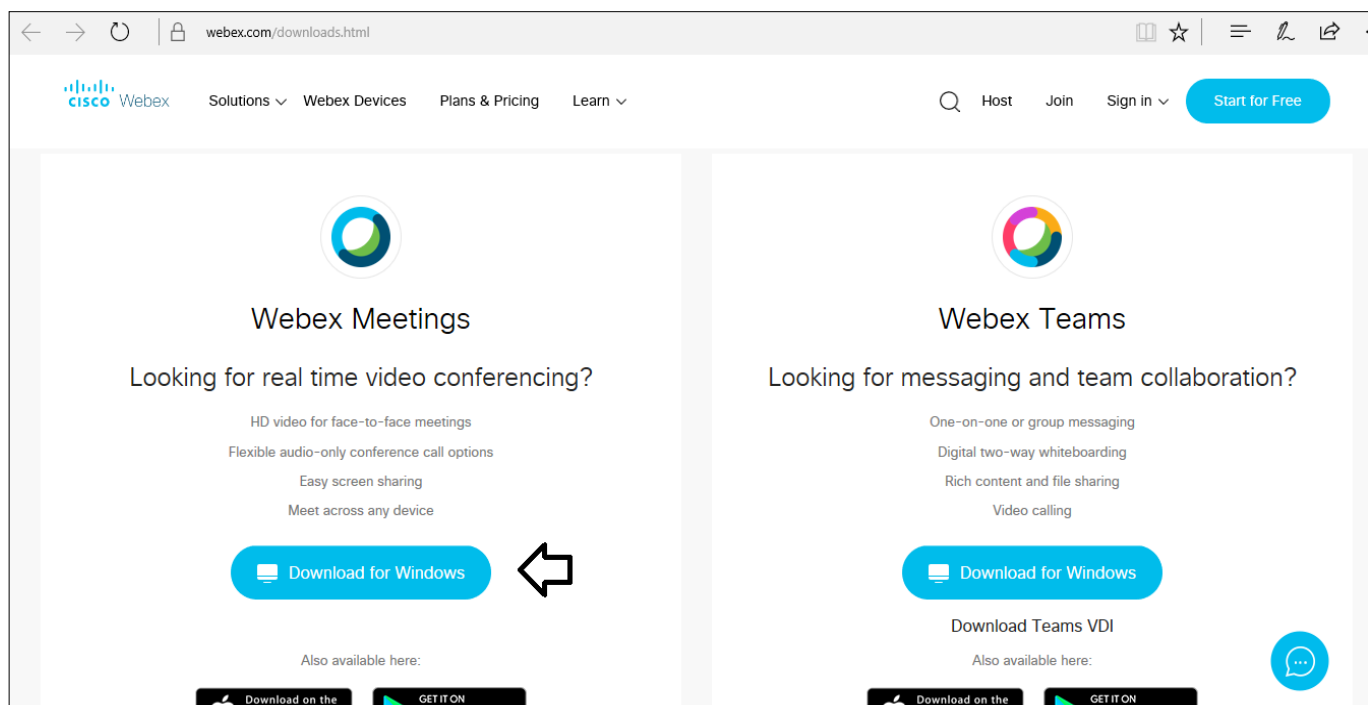 webex.com/downloads.html
CISCO Webex Solutions Webex Devices Plans & Pricing Learn Host Join Sign in Start for Free
Webex Meetings
Looking for real time video conferencing?
HD video for face-to-face meetings
Flexible audio-only conference call options
Easy screen sharing
Meet across any device
Download for Windows
Also available here:
Download on the
GET IT ON
Webex Teams
Looking for messaging and team collaboration?
One-on-one or group messaging
Digital two-way whiteboarding
Rich content and file sharing
Video calling
Download for Windows
Download Teams VDI
Also available here:
Download on the
GET IT ON